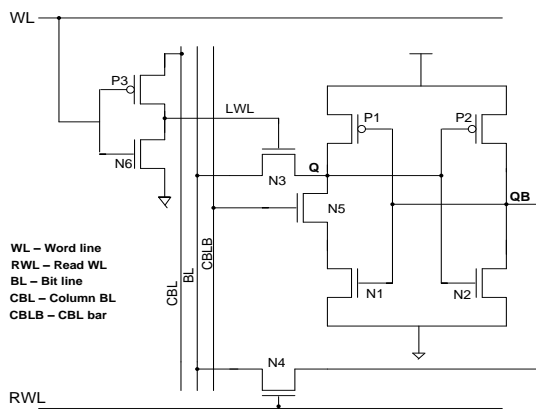 WL
P3
N6
LWL
N3
Q
P1
P2
N5
QB
N1
N2
WL – Word line
RWL – Read WL
BL – Bit line
CBL – Column BL
CBLB – CBL bar
CBL
BL
CBLB
N4
RWL